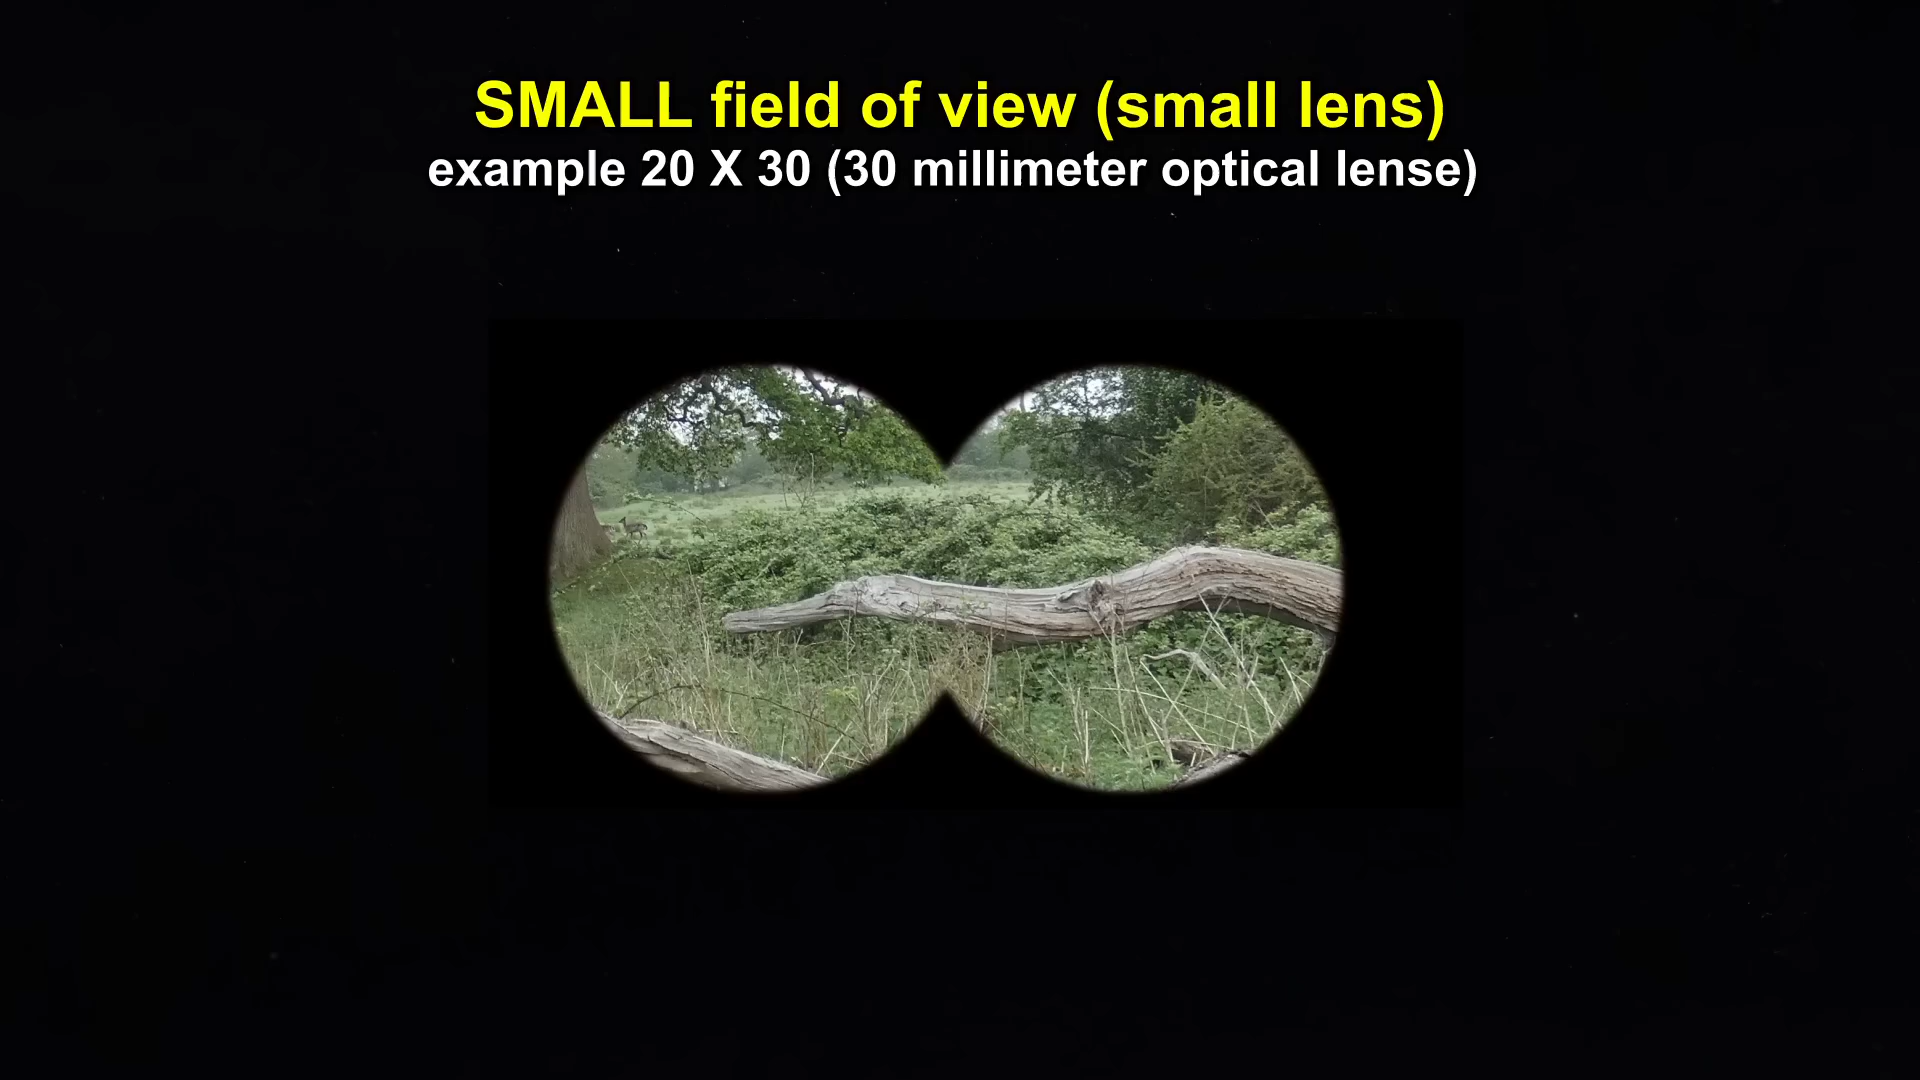 SMALL field of view (small lens)
example 20 X 30 (30 millimeter optical lense)